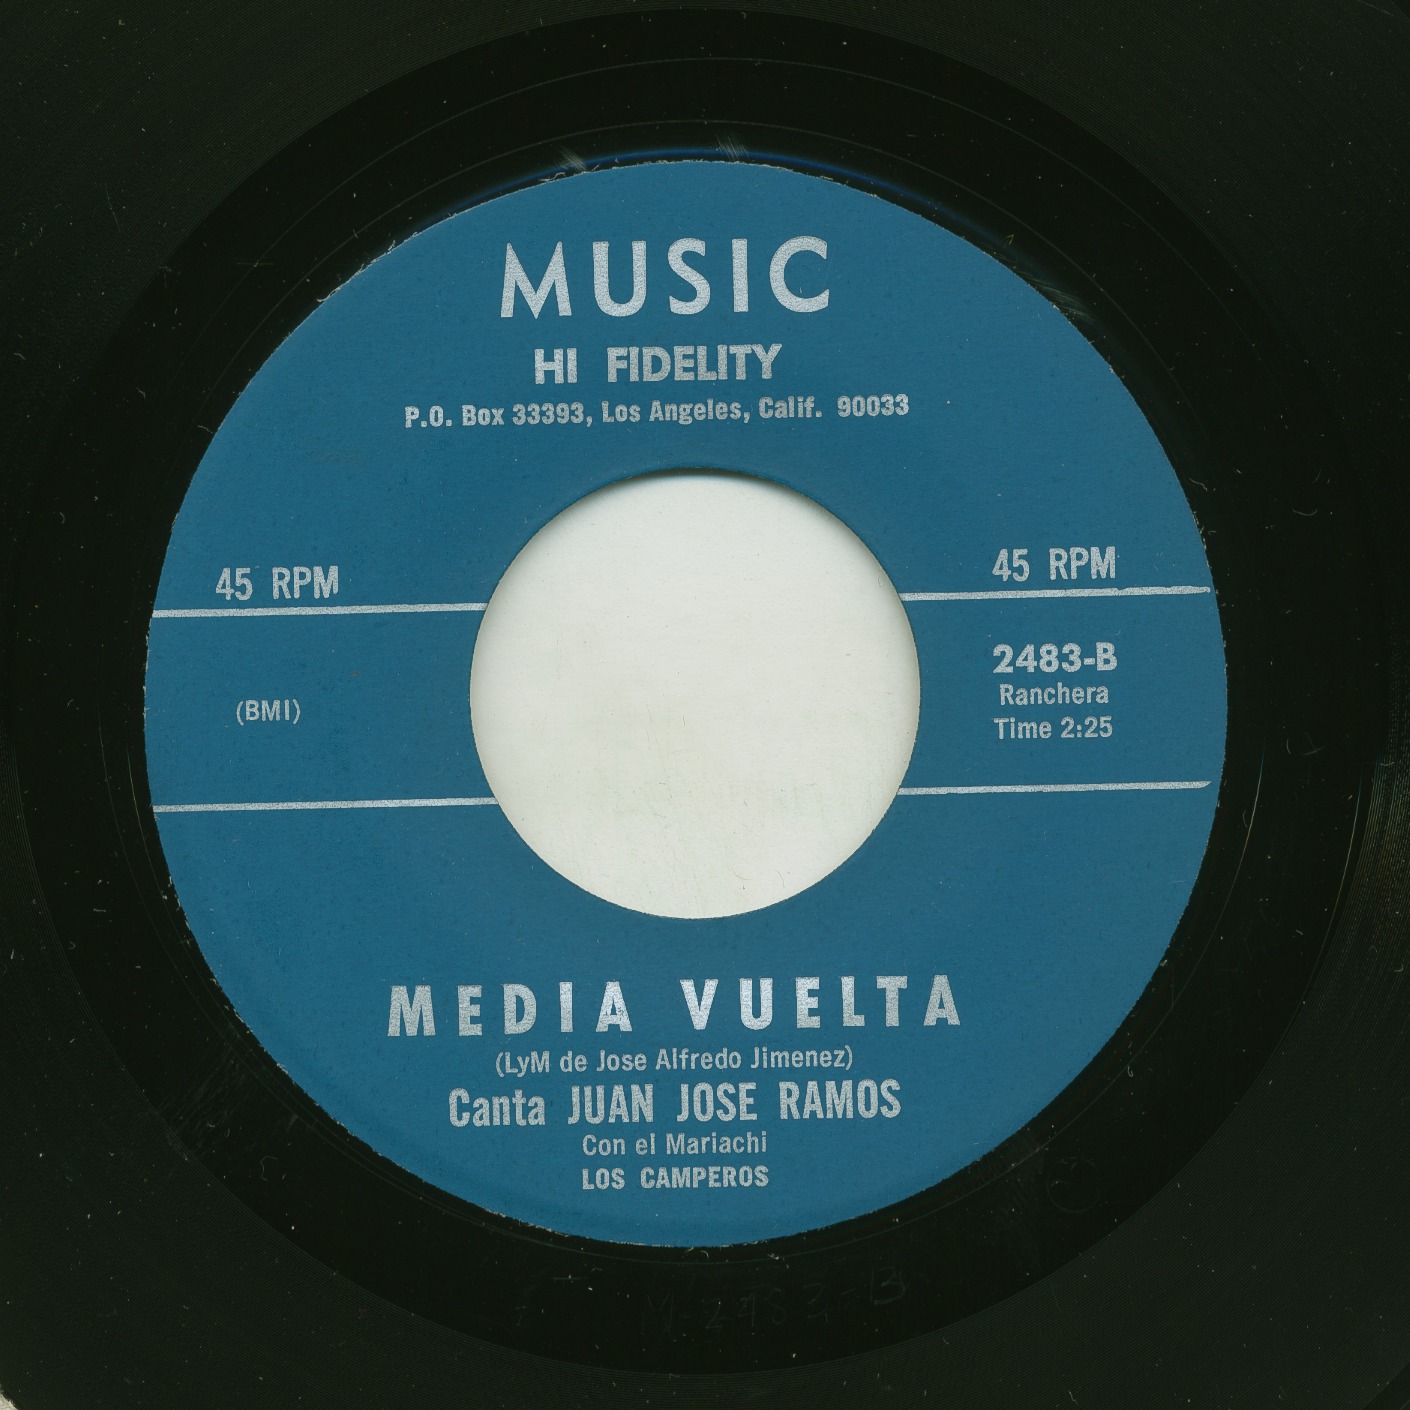 MUSIC
HI FIDELITY
P.O. Box 33393, Los Angeles, Calif. 90033
45 RPM
45 RPM
(BMI)
2483-B
Ranchera
Time 2:25
MEDIA VUELTA
(LyM de Jose Alfredo Jimenez)
Canta JUAN JOSE RAMOS
Con el Mariachi
LOS CAMPEROS
M-2483-B